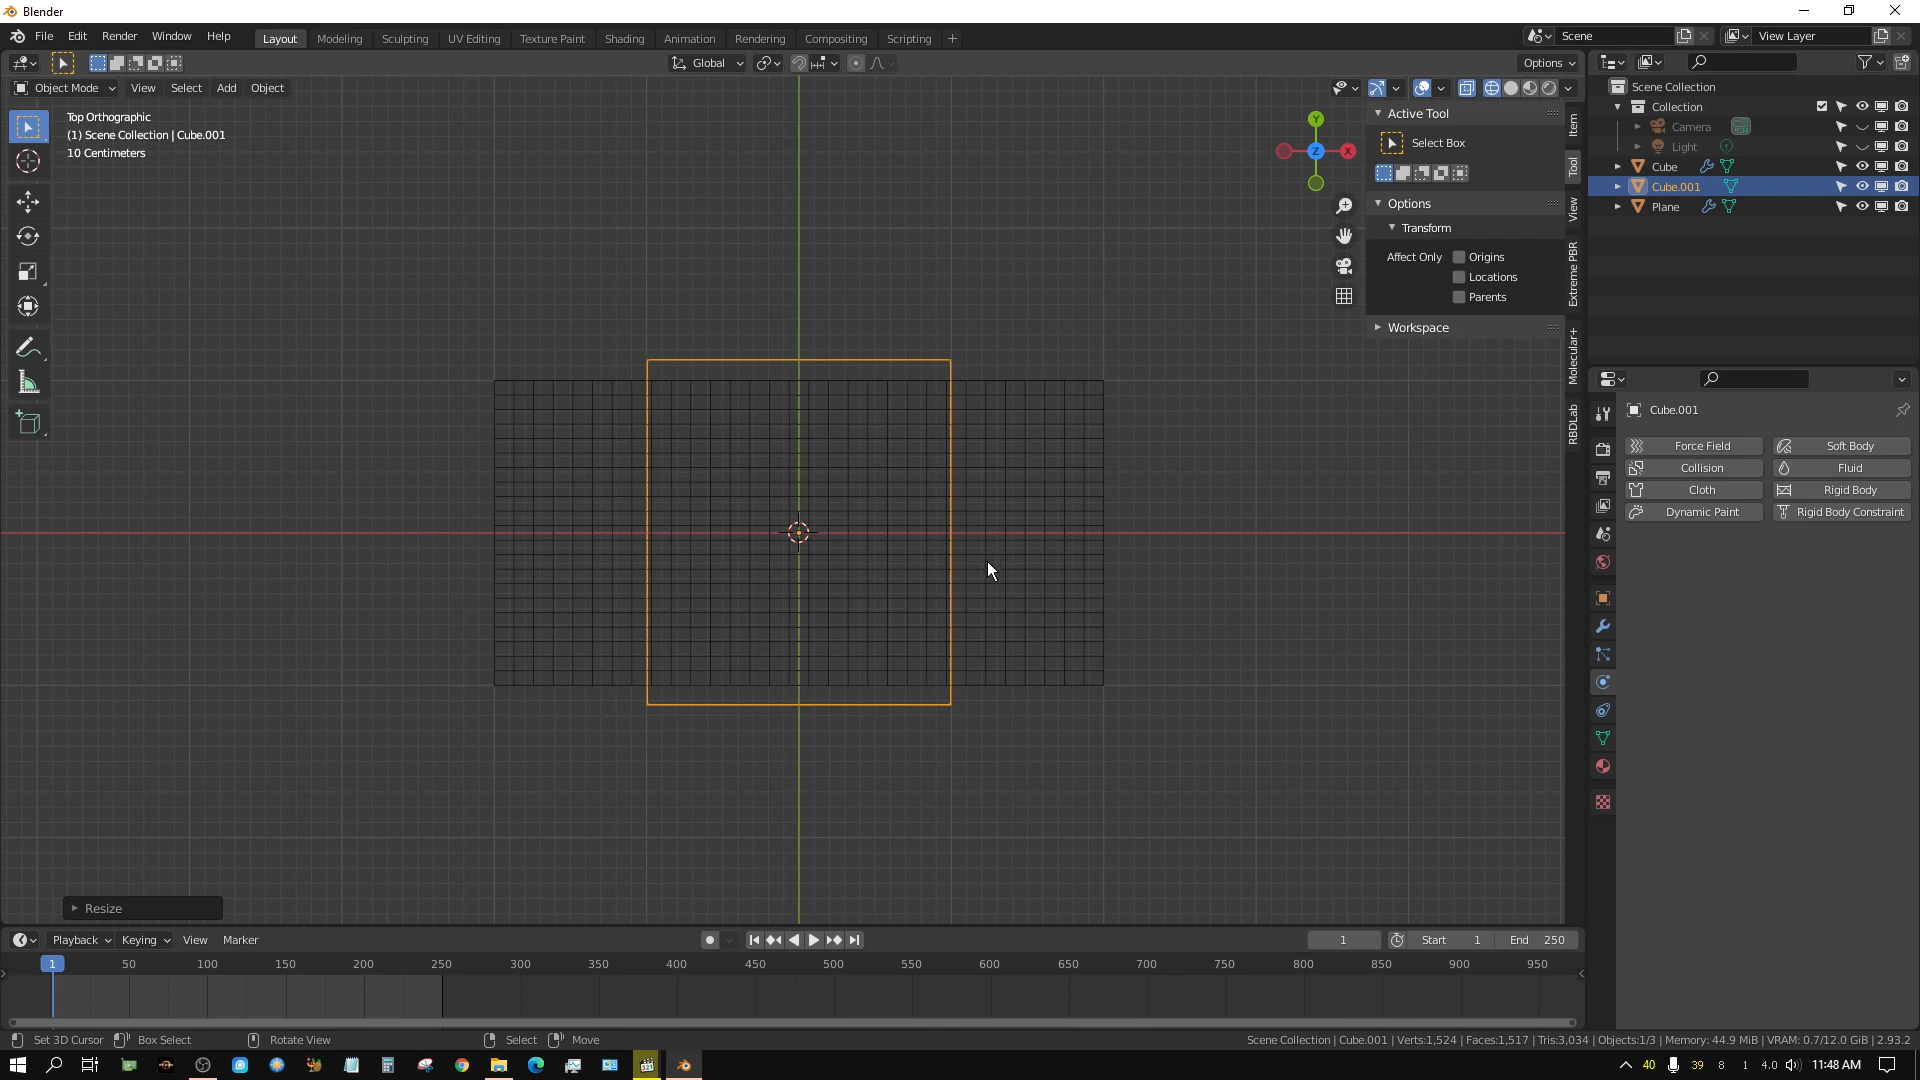 Blender
File Edit Render Window Help
Layout Modeling Sculpting UV Editing Texture Paint Shading Animation Rendering Compositing Scripting +
Scene
View Layer
Global
Options
Object Mode View Select Add Object
Top Orthographic
(1) Scene Collection | Cube.001
10 Centimeters
Y
Z
X
Active Tool
Select Box
Options
Transform
Affect Only Origins
Locations
Parents
Workspace
Item
Tool
View
Extreme PBR
Molecular+
RBDLab
Scene Collection
Collection
Camera
Light
Cube
Cube.001
Plane
Cube.001
Force Field Soft Body
Collision Fluid
Cloth Rigid Body
Dynamic Paint Rigid Body Constraint
Resize
Playback Keying View Marker
1 Start 1 End 250
1 50 100 150 200 250 300 350 400 450 500 550 600 650 700 750 800 850 900 950
Set 3D Cursor Box Select Rotate View Select Move
Scene Collection | Cube.001 | Verts:1,524 | Faces:1,517 | Tris:3,034 | Objects:1/3 | Memory: 44.9 MiB | VRAM: 0.7/12.0 GiB | 2.93.2
40 39 8 1 4.0 11:48 AM